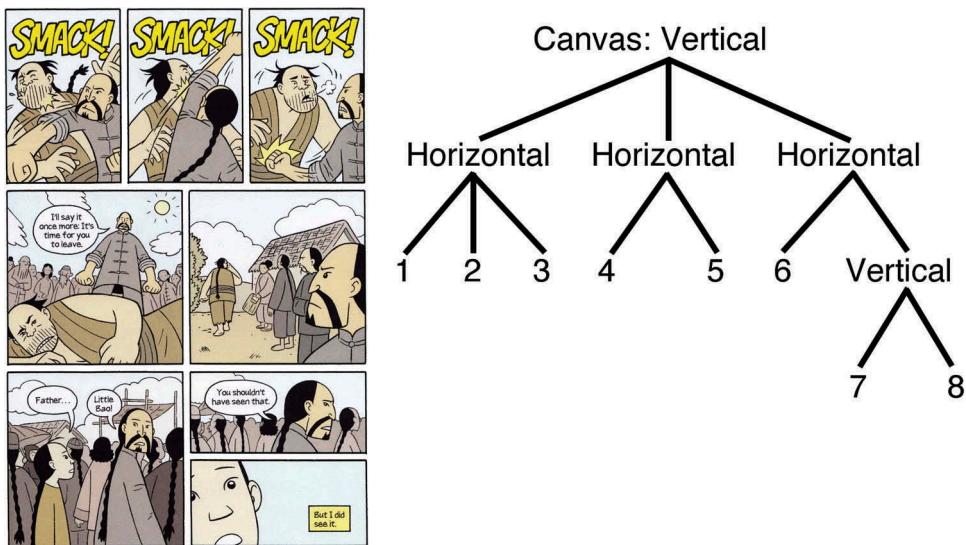 SMACK!
SMACK!
SMACK!
I'll say it
once more: It's
time for you
to leave.
Father...
Little
Bao!
You shouldn't
have seen that.
But I did
see it.
Canvas: Vertical
Horizontal Horizontal Horizontal
1 2 3 4 5 6 Vertical
7 8